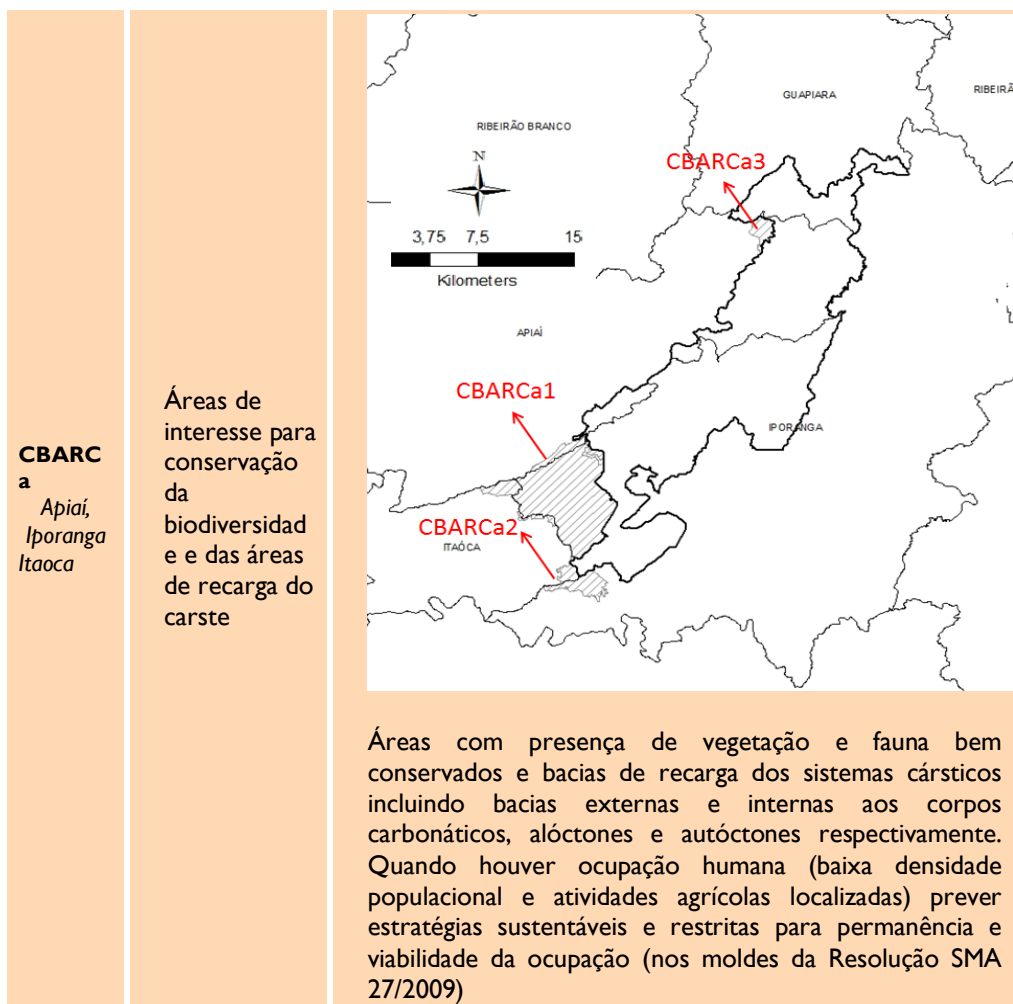 CBARC
a
Apiaí,
Iporanga
Itaoca
Áreas de
interesse para
conservação
da
biodiversidad
e e das áreas
de recarga do
carste
GUAPIARA
RIBEIRÃO BRANCO
N
CBARCa3
3,75 7,5 15
Kilometers
APIAÍ
CBARCa1
IPORANGA
CBARCa2
ITAÓCA
Áreas com presença de vegetação e fauna bem
conservados e bacias de recarga dos sistemas cársticos
incluindo bacias externas e internas aos corpos
carbonáticos, alóctones e autóctones respectivamente.
Quando houver ocupação humana (baixa densidade
populacional e atividades agrícolas localizadas) prever
estratégias sustentáveis e restritas para permanência e
viabilidade da ocupação (nos moldes da Resolução SMA
27/2009)